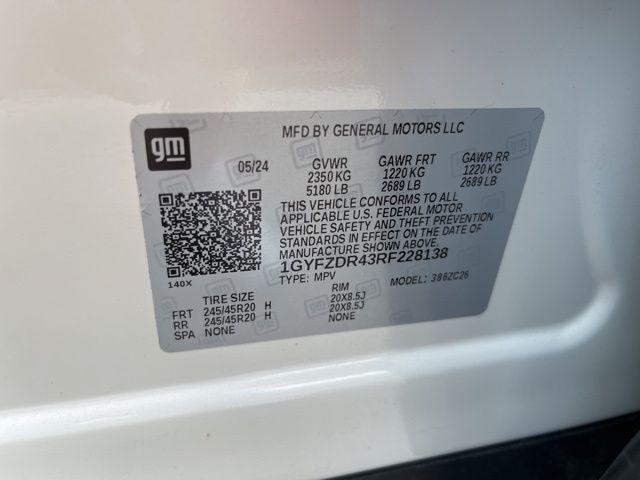 gm
MFD BY GENERAL MOTORS LLC
05/24 GVWR GAWR FRT GAWR RR
2350 KG 1220 KG 1220 KG
5180 LB 2689 LB 2689 LB
THIS VEHICLE CONFORMS TO ALL
APPLICABLE U.S. FEDERAL MOTOR
VEHICLE SAFETY AND THEFT
STANDARDS IN EFFECT ON THE DATE OF
MANUFACTURE SHOWN ABOVE.
1GYFZDR43RF228138
TYPE: MPV MODEL: 386ZC26
140X
TIRE SIZE RIM
FRT 245/45R20 H 20X8.5J
RR 245/45R20 H 20X8.5J
SPA NONE NONE